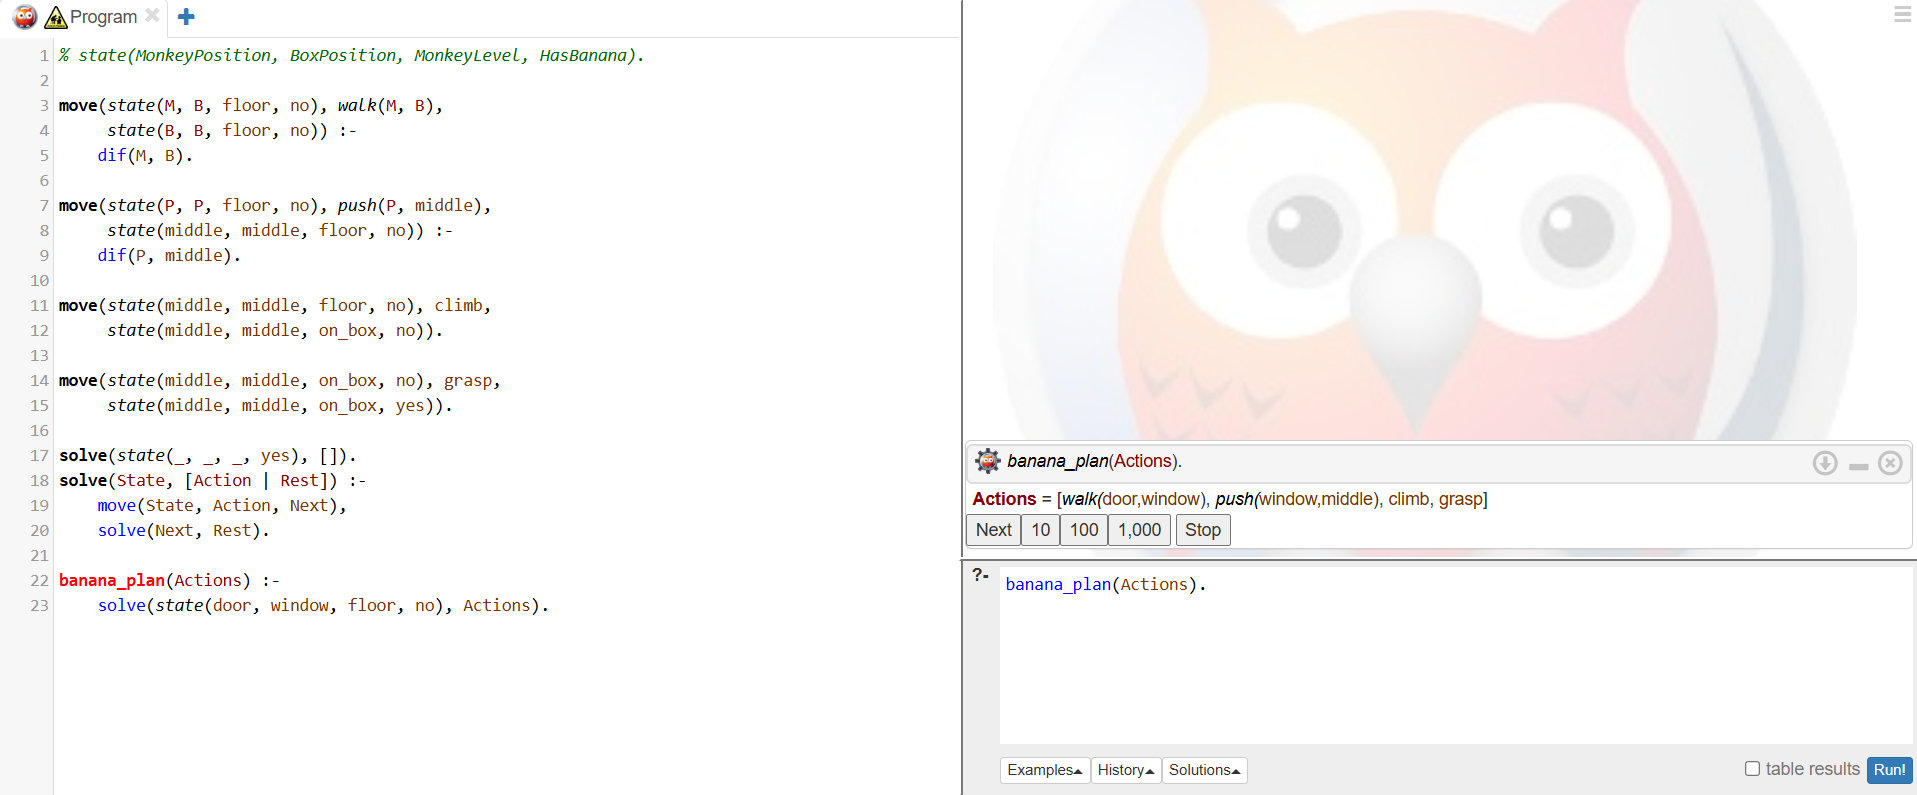 Program
1 % state(MonkeyPosition, BoxPosition, MonkeyLevel, HasBanana).
2
3 move(state(M, B, floor, no), walk(M, B),
4      state(B, B, floor, no)) :-
5     dif(M, B).
6
7 move(state(P, P, floor, no), push(P, middle),
8      state(middle, middle, floor, no)) :-
9     dif(P, middle).
10
11 move(state(middle, middle, floor, no), climb,
12      state(middle, middle, on_box, no)).
13
14 move(state(middle, middle, on_box, no), grasp,
15      state(middle, middle, on_box, yes)).
16
17 solve(state(_, _, _, yes), []).
18 solve(State, [Action | Rest]) :-
19     move(State, Action, Next),
20     solve(Next, Rest).
21
22 banana_plan(Actions) :-
23     solve(state(door, window, floor, no), Actions).
banana_plan(Actions).
Actions = [walk(door,window), push(window,middle), climb, grasp]
Next 10 100 1,000 Stop
?- banana_plan(Actions).
Examples History Solutions table results Run!